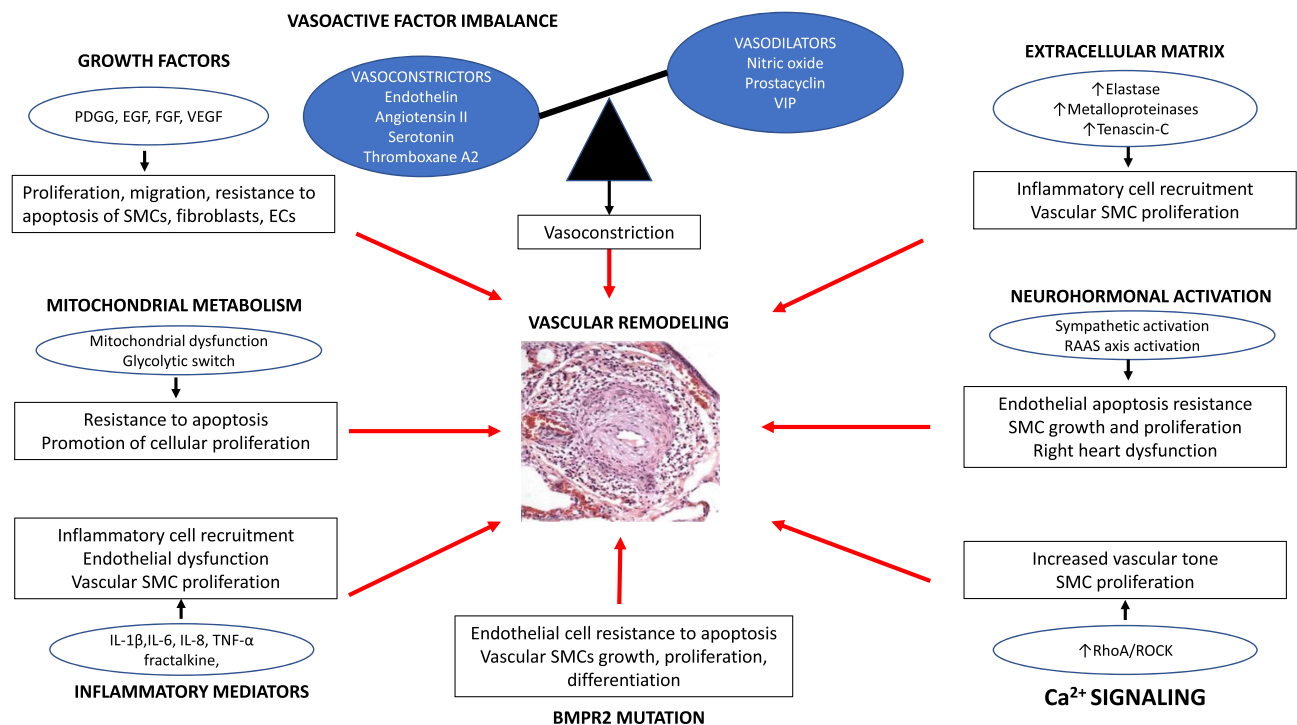 VASOACTIVE FACTOR IMBALANCE
VASOCONSTRICTORS
Endothelin
Angiotensin II
Serotonin
Thromboxane A2
VASODILATORS
Nitric oxide
Prostacyclin
VIP
Vasoconstriction
GROWTH FACTORS
PDGG, EGF, FGF, VEGF
Proliferation, migration, resistance to
apoptosis of SMCs, fibroblasts, ECs
EXTRACELLULAR MATRIX
↑Elastase
↑Metalloproteinases
↑Tenascin-C
Inflammatory cell recruitment
Vascular SMC proliferation
MITOCHONDRIAL METABOLISM
Mitochondrial dysfunction
Glycolytic switch
Resistance to apoptosis
Promotion of cellular proliferation
VASCULAR REMODELING
NEUROHORMONAL ACTIVATION
Sympathetic activation
RAAS axis activation
Endothelial apoptosis resistance
SMC growth and proliferation
Right heart dysfunction
Inflammatory cell recruitment
Endothelial dysfunction
Vascular SMC proliferation
IL-1β,IL-6, IL-8, TNF-α
fractalkine,
INFLAMMATORY MEDIATORS
Endothelial cell resistance to apoptosis
Vascular SMCs growth, proliferation,
differentiation
BMPR2 MUTATION
Increased vascular tone
SMC proliferation
↑RhoA/ROCK
Ca²⁺ SIGNALING